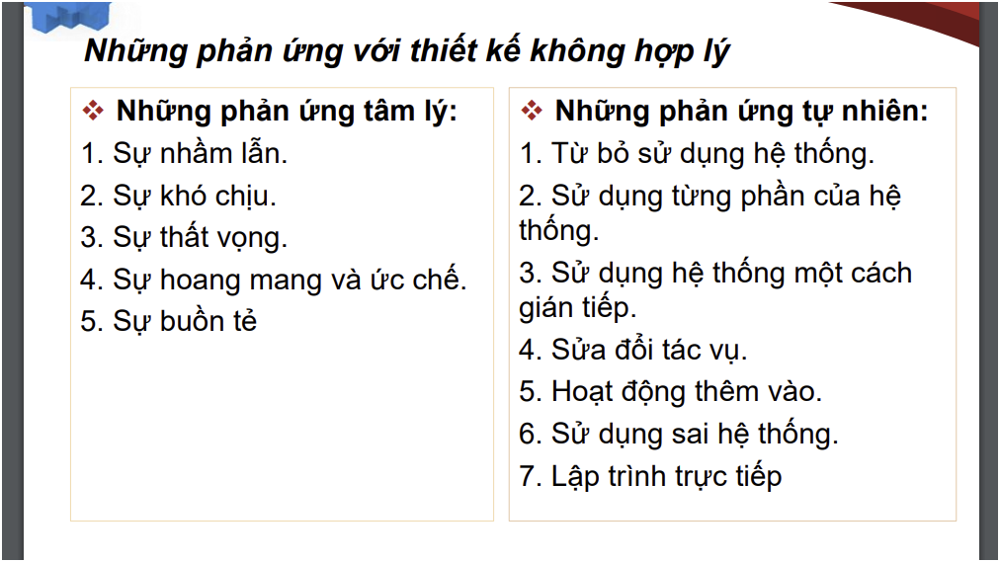 Những phản ứng với thiết kế không hợp lý
❖ Những phản ứng tâm lý:
1. Sự nhầm lẫn.
2. Sự khó chịu.
3. Sự thất vọng.
4. Sự hoang mang và ức chế.
5. Sự buồn tẻ
❖ Những phản ứng tự nhiên:
1. Từ bỏ sử dụng hệ thống.
2. Sử dụng từng phần của hệ
thống.
3. Sử dụng hệ thống một cách
gián tiếp.
4. Sửa đổi tác vụ.
5. Hoạt động thêm vào.
6. Sử dụng sai hệ thống.
7. Lập trình trực tiếp